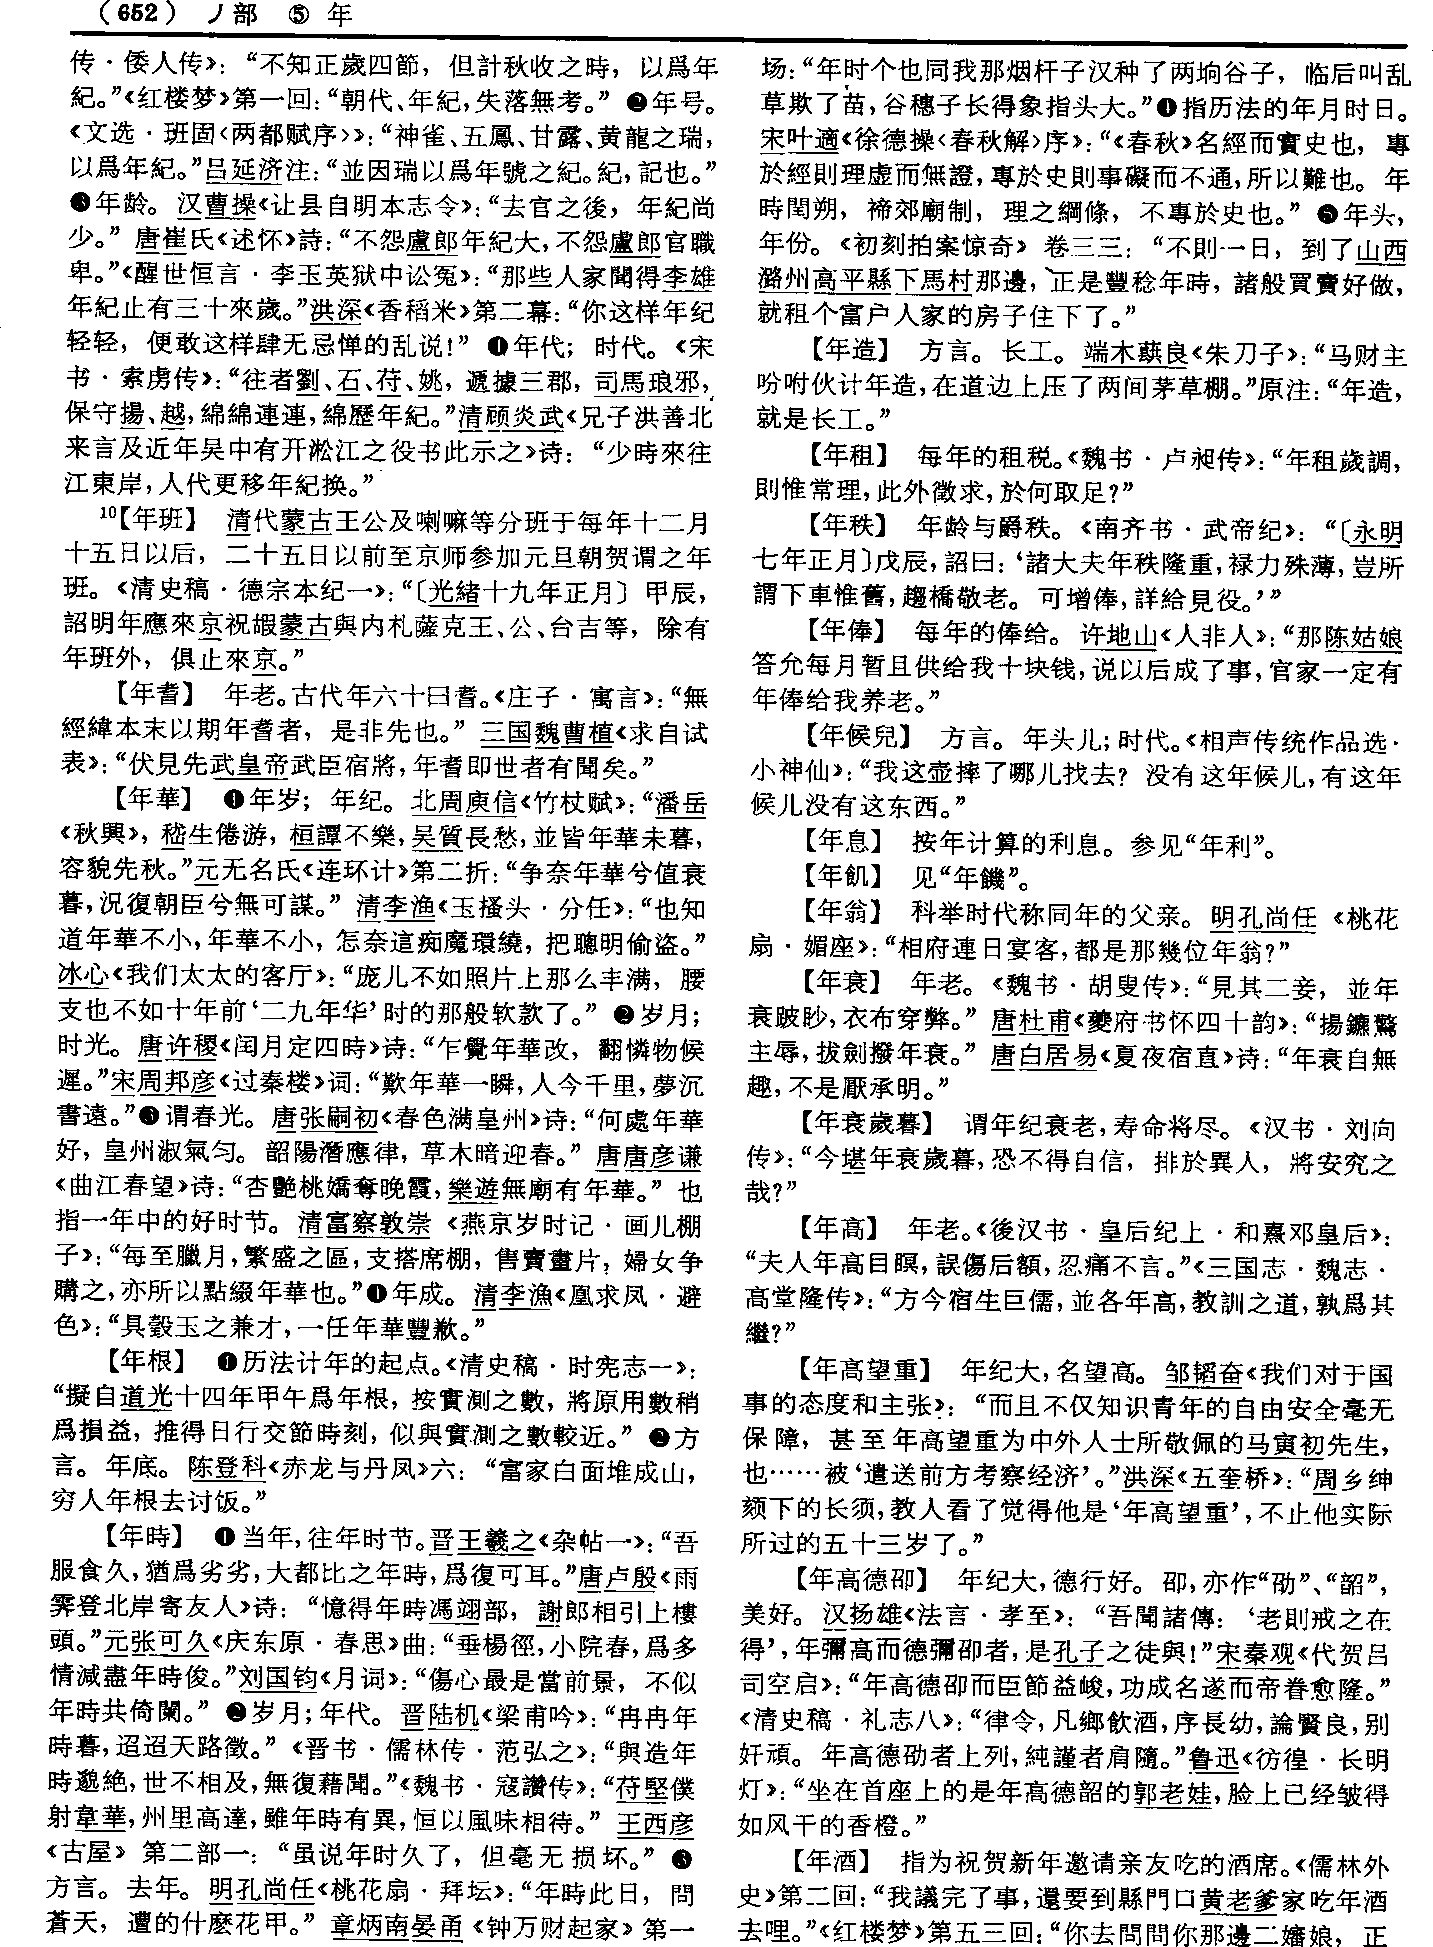 （652） 丿部 ⑤ 年
传·倭人传》：“不知正歲四節，但計秋收之時，以爲年
紀。”《红楼梦》第一回：“朝代、年紀，失落無考。” ❷年号。
《文选·班固〈两都赋序〉》：“神雀、五鳳、甘露、黄龍之瑞，
以爲年紀。”吕延济注：“並因瑞以爲年號之紀。紀，記也。”
❸年龄。汉曹操《让县自明本志令》：“去官之後，年紀尚
少。”唐崔氏《述怀》詩：“不怨盧郎年紀大，不怨盧郎官職
卑。”《醒世恒言·李玉英狱中讼冤》：“那些人家聞得李雄
年紀止有三十來歲。”洪深《香稻米》第二幕：“你这样年纪
轻轻，便敢这样肆无忌惮的乱说！” ❹年代；时代。《宋
书·索虏传》：“往者劉、石、苻、姚，遞據三郡，司馬琅邪，
保守揚、越，綿綿連連，綿歷年紀。”清顾炎武《兄子洪善北
来言及近年吴中有开淞江之役书此示之》诗：“少時來往
江東岸，人代更移年紀换。”
10【年班】 清代蒙古王公及喇嘛等分班于每年十二月
十五日以后，二十五日以前至京师参加元旦朝贺谓之年
班。《清史稿·德宗本纪一》：“〔光緒十九年正月〕甲辰，
詔明年應來京祝嘏蒙古與内札薩克王、公、台吉等，除有
年班外，俱止來京。”
【年耆】 年老。古代年六十曰耆。《庄子·寓言》：“無
經緯本末以期年耆者，是非先也。”三国魏曹植《求自试
表》：“伏見先武皇帝武臣宿將，年耆即世者有聞矣。”
【年華】 ❶年岁；年纪。北周庾信《竹杖赋》：“潘岳
《秋興》，嵇生倦游，桓譚不樂，吴質長愁，並皆年華未暮，
容貌先秋。”元无名氏《连环计》第二折：“争奈年華兮值衰
暮，況復朝臣兮無可謀。”清李渔《玉搔头·分任》：“也知
道年華不小，年華不小，怎奈這痴魔環繞，把聰明偷盜。”
冰心《我们太太的客厅》：“庞儿不如照片上那么丰满，腰
支也不如十年前‘二九年华’时的那般软款了。” ❷岁月；
时光。唐许稷《闰月定四時》诗：“乍覺年華改，翻憐物候
遲。”宋周邦彦《过秦楼》词：“歎年華一瞬，人今千里，夢沉
書遠。”❸谓春光。唐张嗣初《春色满皇州》诗：“何處年華
好，皇州淑氣匀。韶陽潛應律，草木暗迎春。”唐唐彦谦
《曲江春望》诗：“杏艷桃嬌奪晚霞，樂遊無廟有年華。”也
指一年中的好时节。清富察敦崇《燕京岁时记·画儿棚
子》：“每至臘月，繁盛之區，支搭席棚，售賣畫片，婦女争
購之，亦所以點綴年華也。”❹年成。清李漁《凰求凤·避
色》：“具穀玉之兼才，一任年華豐歉。”
【年根】 ❶历法计年的起点。《清史稿·时宪志一》：
“擬自道光十四年甲午爲年根，按實測之數，將原用數稍
爲損益，推得日行交節時刻，似與實測之數較近。” ❷方
言。年底。陈登科《赤龙与丹凤》六：“富家白面堆成山，
穷人年根去讨饭。”
【年時】 ❶当年，往年时节。晋王羲之《杂帖一》：“吾
服食久，猶爲劣劣，大都比之年時，爲復可耳。”唐卢殷《雨
霁登北岸寄友人》诗：“憶得年時馮翊部，謝郎相引上樓
頭。”元张可久《庆东原·春思》曲：“垂楊徑，小院春，爲多
情減盡年時俊。”刘国钧《月词》：“傷心最是當前景，不似
年時共倚闌。” ❷岁月；年代。晋陆机《梁甫吟》：“冉冉年
時暮，迢迢天路徵。”《晋书·儒林传·范弘之》：“與造年
時邈絶，世不相及，無復藉聞。”《魏书·寇讚传》：“苻堅僕
射韋華，州里高達，雖年時有異，恒以風味相待。”王西彦
《古屋》第二部一：“虽说年时久了，但毫无损坏。” ❸
方言。去年。明孔尚任《桃花扇·拜坛》：“年時此日，問
蒼天，遭的什麽花甲。”章炳南晏甬《钟万财起家》第一
场：“年时个也同我那烟杆子汉种了两垧谷子，临后叫乱
草欺了苗，谷穗子长得象指头大。”❹指历法的年月时日。
宋叶適《徐德操〈春秋解〉序》：“《春秋》名經而實史也，專
於經則理虚而無證，專於史則事礙而不通，所以難也。年
時閏朔，禘郊廟制，理之綱條，不專於史也。” ❺年头，
年份。《初刻拍案惊奇》卷三三：“不則一日，到了山西
潞州高平縣下馬村那邊，正是豐稔年時，諸般買賣好做，
就租个富户人家的房子住下了。”
【年造】 方言。长工。端木蕻良《朱刀子》：“马财主
吩咐伙计年造，在道边上压了两间茅草棚。”原注：“年造，
就是长工。”
【年租】 每年的租税。《魏书·卢昶传》：“年租歲調，
則惟常理，此外徵求，於何取足？”
【年秩】 年龄与爵秩。《南齐书·武帝纪》：“〔永明
七年正月〕戊辰，詔曰：‘諸大夫年秩隆重，禄力殊薄，豈所
謂下車惟舊，趨橋敬老。可增俸，詳給見役。’”
【年俸】 每年的俸给。许地山《人非人》：“那陈姑娘
答允每月暂且供给我十块钱，说以后成了事，官家一定有
年俸给我养老。”
【年候兒】 方言。年头儿；时代。《相声传统作品选·
小神仙》：“我这壶摔了哪儿找去？没有这年候儿，有这年
候儿没有这东西。”
【年息】 按年计算的利息。参见“年利”。
【年飢】 见“年饑”。
【年翁】 科举时代称同年的父亲。明孔尚任《桃花
扇·媚座》：“相府連日宴客，都是那幾位年翁？”
【年衰】 年老。《魏书·胡叟传》：“見其二妾，並年
衰跛眇，衣布穿弊。”唐杜甫《夔府书怀四十韵》：“揚鑣驚
主辱，拔劍撥年衰。”唐白居易《夏夜宿直》诗：“年衰自無
趣，不是厭承明。”
【年衰歲暮】 谓年纪衰老，寿命将尽。《汉书·刘向
传》：“今堪年衰歲暮，恐不得自信，排於異人，將安究之
哉？”
【年高】 年老。《後汉书·皇后纪上·和熹邓皇后》：
“夫人年高目瞑，誤傷后額，忍痛不言。”《三国志·魏志·
高堂隆传》：“方今宿生巨儒，並各年高，教訓之道，孰爲其
繼？”
【年高望重】 年纪大，名望高。邹韬奋《我们对于国
事的态度和主张》：“而且不仅知识青年的自由安全毫无
保障，甚至年高望重为中外人士所敬佩的马寅初先生，
也……被‘遣送前方考察经济’。”洪深《五奎桥》：“周乡绅
颏下的长须，教人看了觉得他是‘年高望重’，不止他实际
所过的五十三岁了。”
【年高德卲】 年纪大，德行好。卲，亦作“劭”、“韶”，
美好。汉扬雄《法言·孝至》：“吾聞諸傳：‘老則戒之在
得’，年彌高而德彌卲者，是孔子之徒與！”宋秦观《代贺吕
司空启》：“年高德卲而臣節益峻，功成名遂而帝眷愈隆。”
《清史稿·礼志八》：“律令，凡鄉飲酒，序長幼，論賢良，别
奸頑。年高德劭者上列，純謹者肩隨。”鲁迅《彷徨·长明
灯》：“坐在首座上的是年高德韶的郭老娃，脸上已经皱得
如风干的香橙。”
【年酒】 指为祝贺新年邀请亲友吃的酒席。《儒林外
史》第二回：“我議完了事，還要到縣門口黄老爹家吃年酒
去哩。”《红楼梦》第五三回：“你去問問你那邊二嬸娘，正